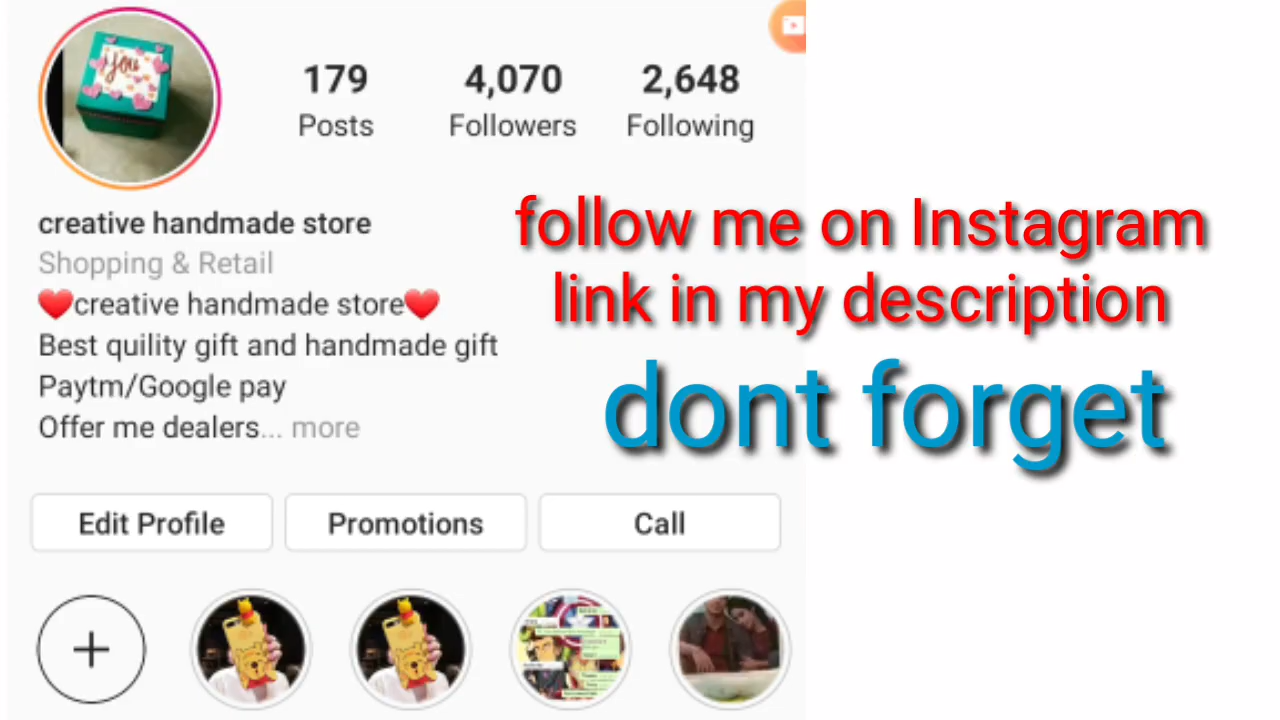 You
179 4,070 2,648
Posts Followers Following
creative handmade store
Shopping & Retail
❤️creative handmade store❤️
Best quility gift and handmade gift
Paytm/Google pay
Offer me dealers... more
follow me on Instagram
link in my description
dont forget
Edit Profile Promotions Call